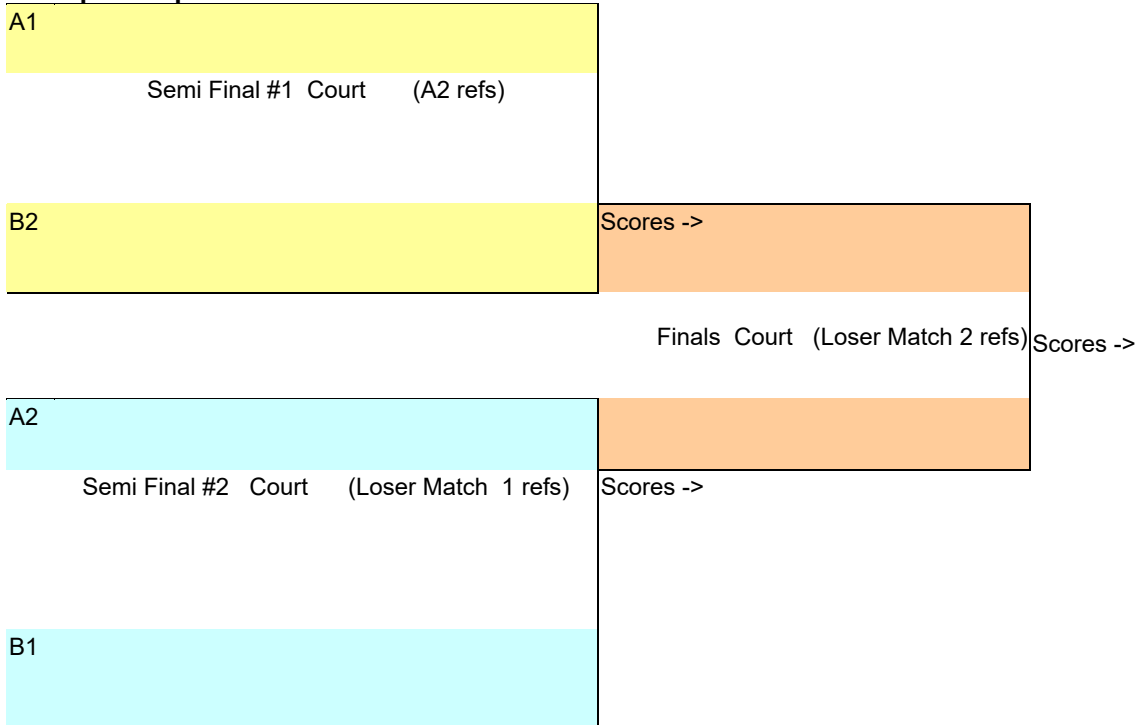 A1
Semi Final #1 Court (A2 refs)
B2
Scores ->
Finals Court (Loser Match 2 refs)
Scores ->
A2
Semi Final #2 Court (Loser Match 1 refs)
Scores ->
B1